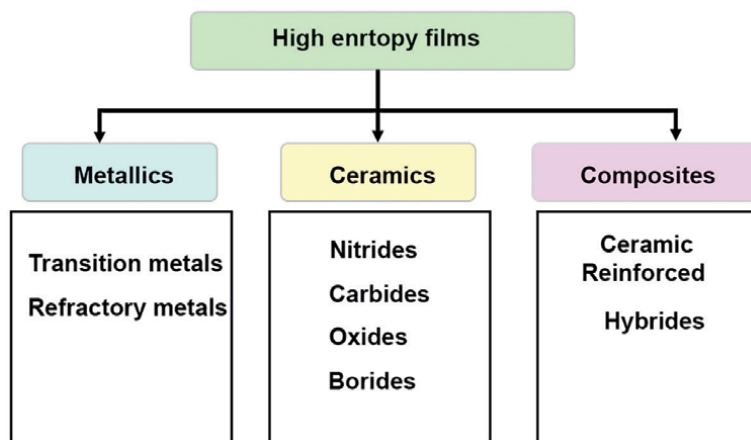 High enrtopy films
Metallics
Ceramics
Composites
Transition metals
Refractory metals
Nitrides
Carbides
Oxides
Borides
Ceramic
Reinforced
Hybrides